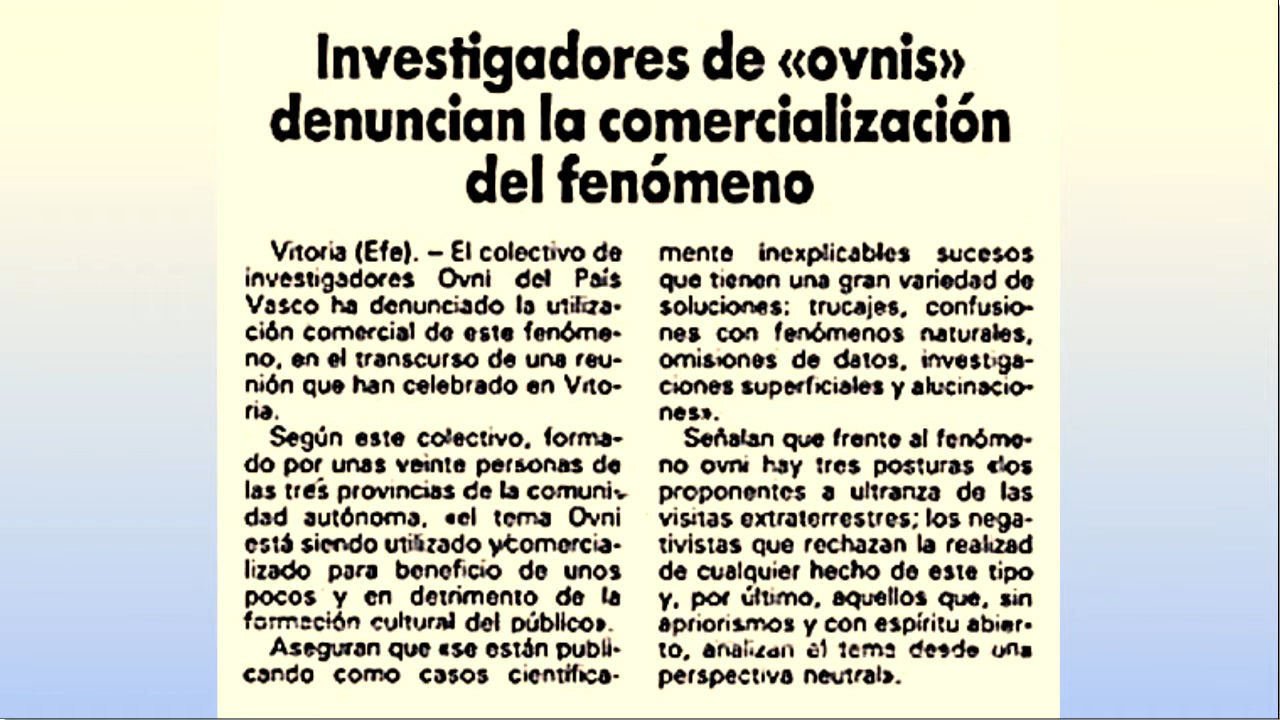 Investigadores de «ovnis»
denuncian la comercialización
del fenómeno
Vitoria (Efe). – El colectivo de
investigadores Ovni del País
Vasco ha denunciado la utiliza-
ción comercial de este fenóme-
no, en el transcurso de una reu-
nión que han celebrado en Vito-
ria.
Según este colectivo, forma-
do por unas veinte personas de
las tres provincias de la comuni-
dad autónoma, «el tema Ovni
está siendo utilizado y comercia-
lizado para beneficio de unos
pocos y en detrimento de la
formación cultural del público».
Aseguran que «se están publi-
cando como casos científica-
mente inexplicables sucesos
que tienen una gran variedad de
soluciones: trucajes, confusio-
nes con fenómenos naturales,
omisiones de datos, investiga-
ciones superficiales y alucinacio-
nes».
Señalan que frente al fenóme-
no ovni hay tres posturas «los
proponentes a ultranza de las
visitas extraterrestres; los nega-
tivistas que rechazan la realizad
de cualquier hecho de este tipo
y, por último, aquellos que, sin
apriorismos y con espíritu abier-
to, analizan el tema desde una
perspectiva neutral».